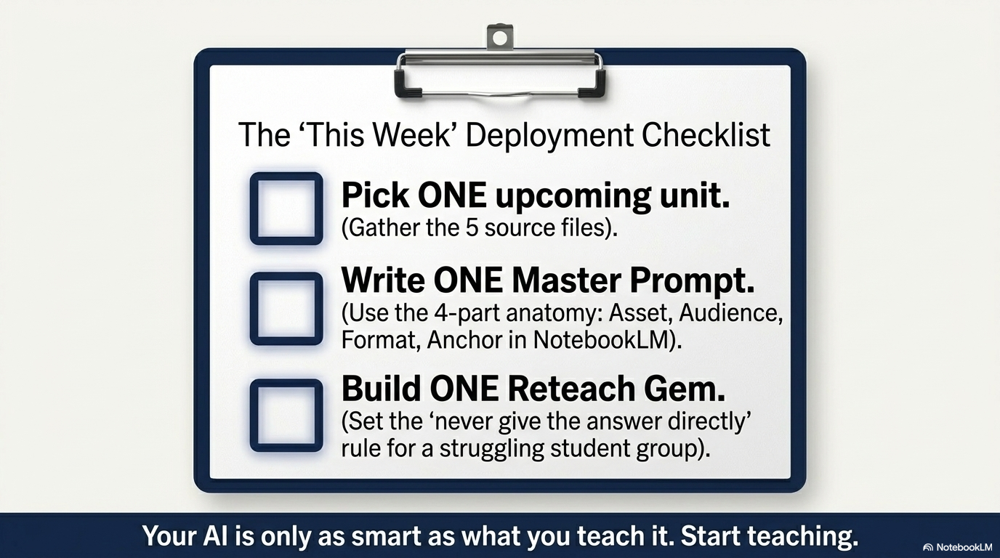 The ‘This Week’ Deployment Checklist
Pick ONE upcoming unit.
(Gather the 5 source files).
Write ONE Master Prompt.
(Use the 4-part anatomy: Asset, Audience,
Format, Anchor in NotebookLM).
Build ONE Reteach Gem.
(Set the ‘never give the answer directly’
rule for a struggling student group).
Your AI is only as smart as what you teach it. Start teaching.
NotebookLM